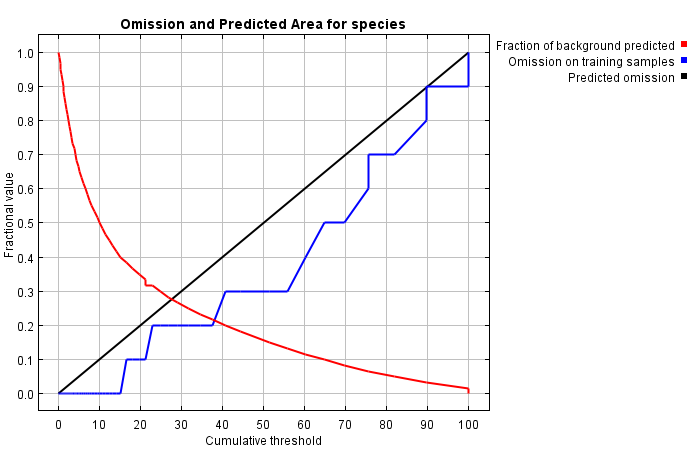 Omission and Predicted Area for species
Fraction of background predicted
Omission on training samples
Predicted omission
Fractional value
1.0
0.9
0.8
0.7
0.6
0.5
0.4
0.3
0.2
0.1
0.0
0 10 20 30 40 50 60 70 80 90 100
Cumulative threshold